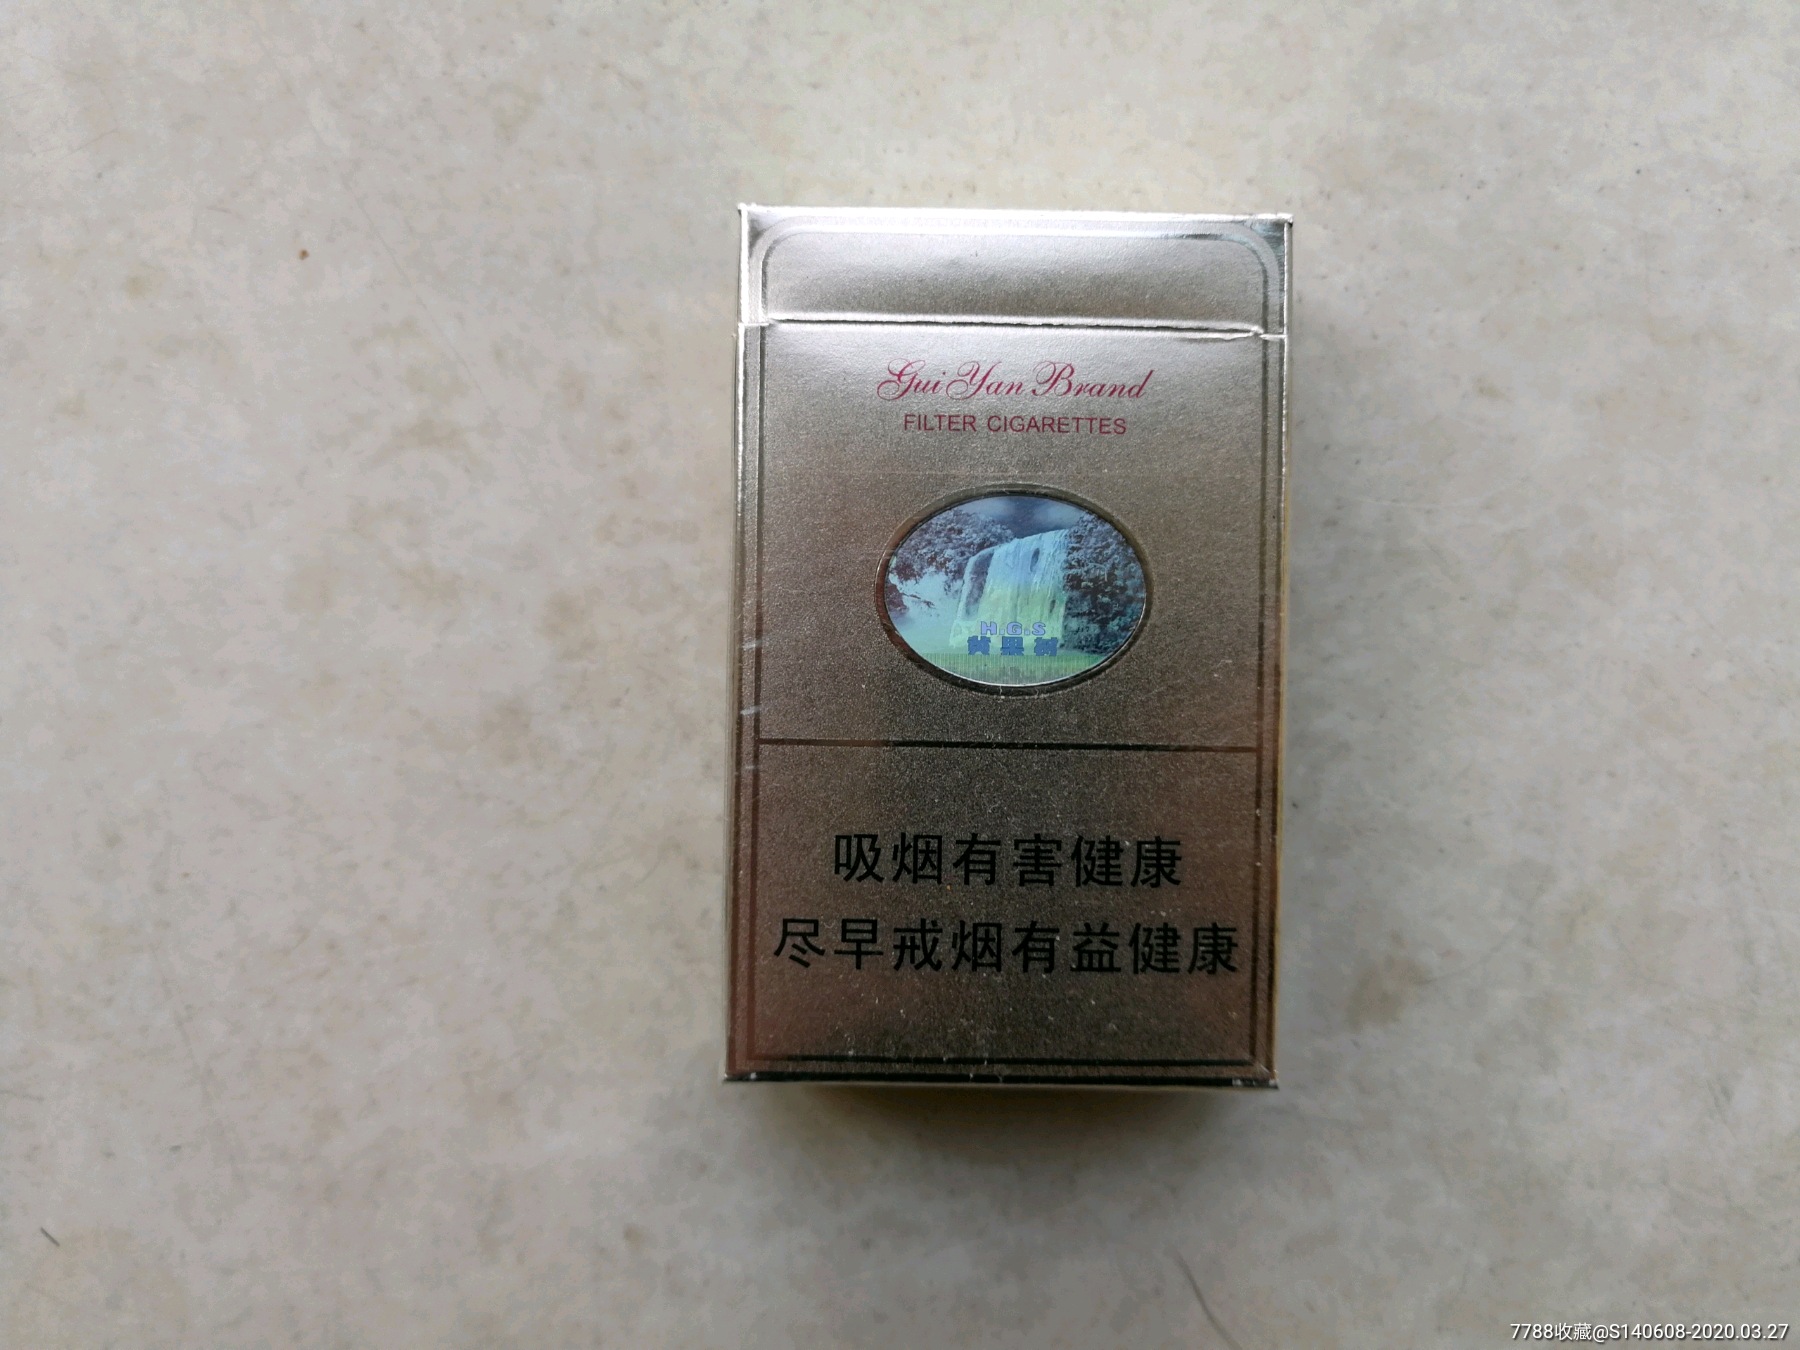 Gui Yan Brand
FILTER CIGARETTES
H.G.S
黄果树
吸烟有害健康
尽早戒烟有益健康
7788收藏@S140608-2020.03.27